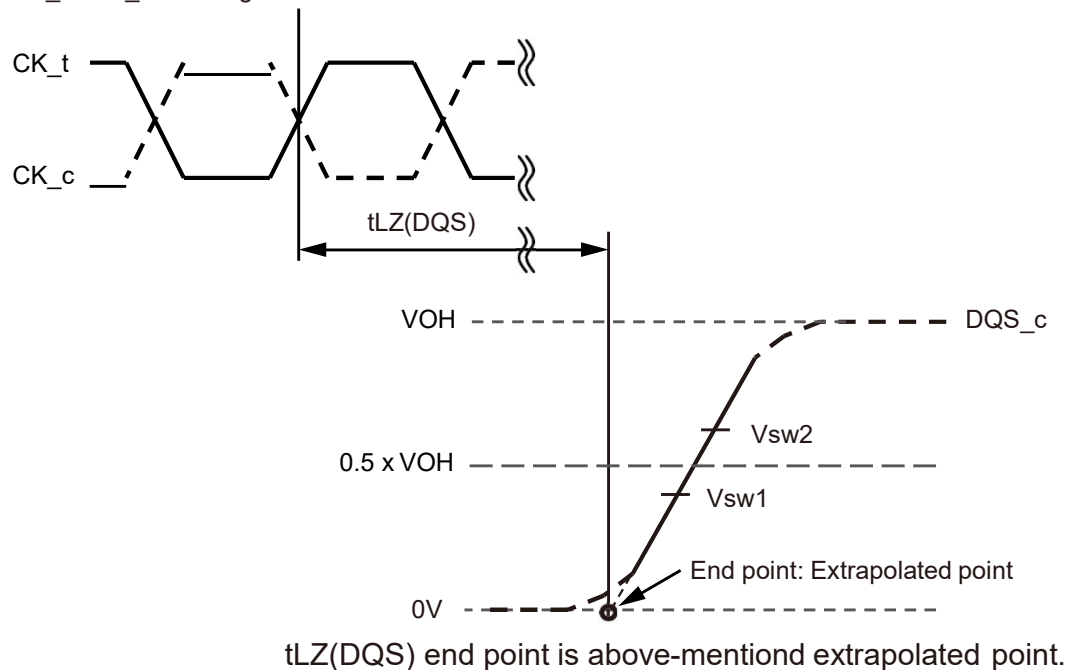 CK_t
CK_c
tLZ(DQS)
VOH
DQS_c
Vsw2
0.5 x VOH
Vsw1
End point: Extrapolated point
0V
tLZ(DQS) end point is above-mentiond extrapolated point.